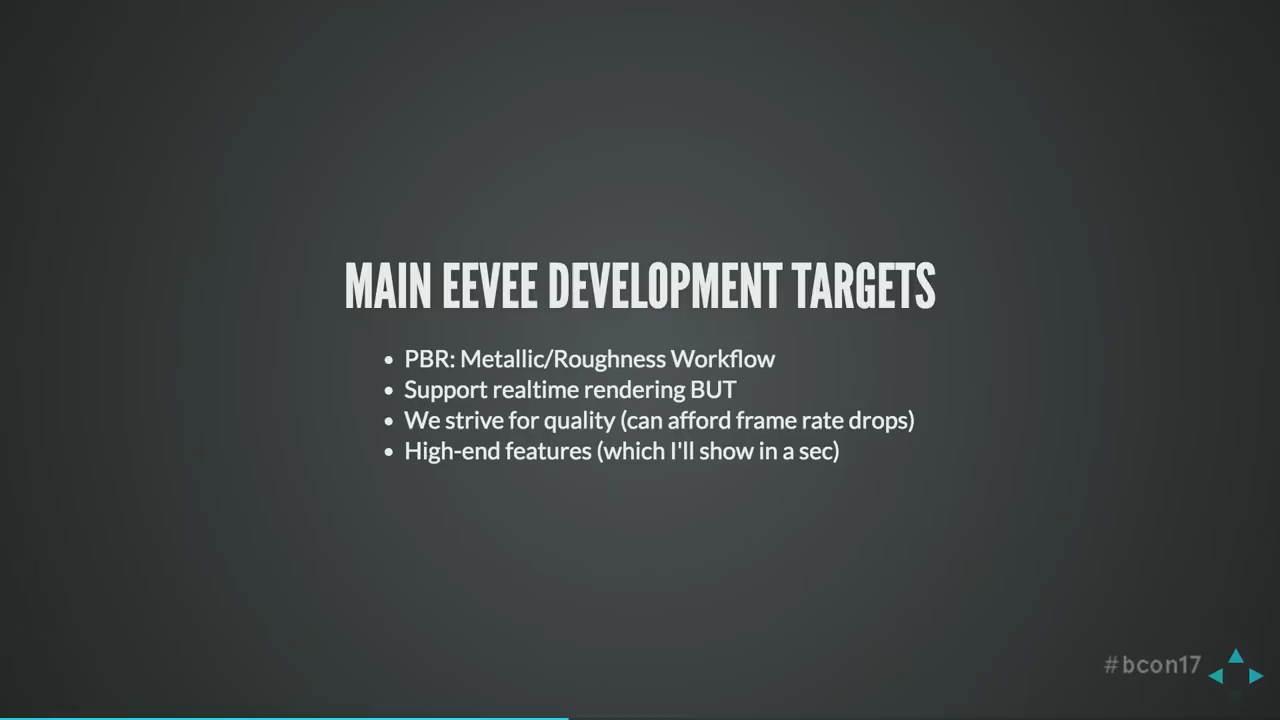 MAIN EEVEE DEVELOPMENT TARGETS
• PBR: Metallic/Roughness Workflow
• Support realtime rendering BUT
• We strive for quality (can afford frame rate drops)
• High-end features (which I'll show in a sec)
#bcon17